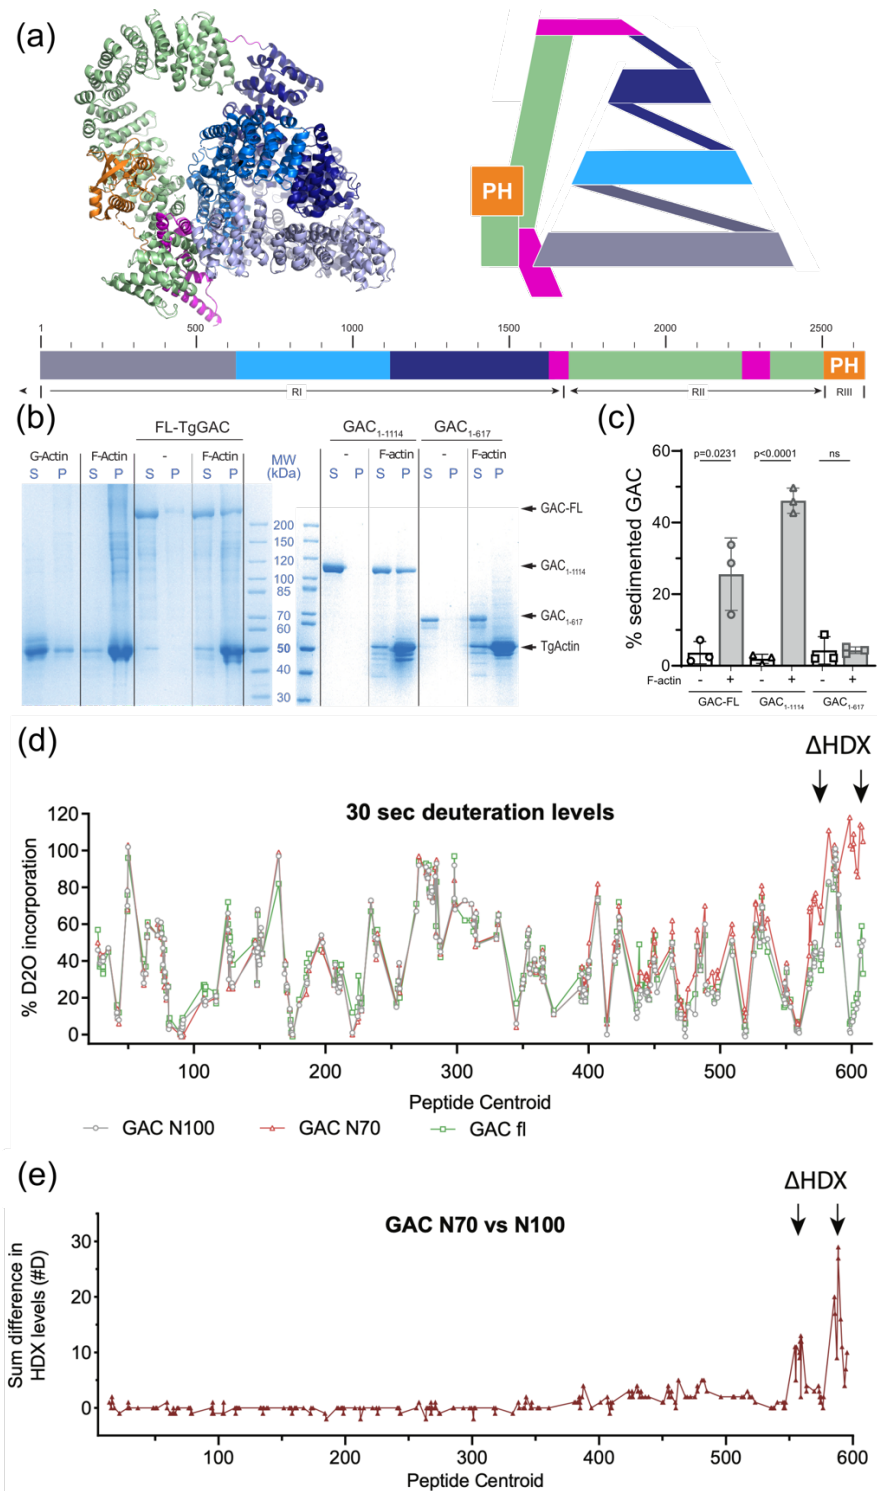 (a)
PH
1
500
1000
1500
2000
2500
PH
RI
RII
RIII
(b)
(c)
FL-TgGAC
GAC1-1114
GAC1-617
G-Actin
F-Actin
-
F-Actin
MW
(kDa)
-
F-actin
-
F-actin
S P S P S P S P
S P S P S P S P
GAC-FL
200
150
120
100
85
70
60
50
40
30
GAC1-1114
GAC1-617
TgActin
% sedimented GAC
60
40
20
0
p=0.0231
p<0.0001
ns
F-actin - + - + - +
GAC-FL
GAC1-1114
GAC1-617
(d)
ΔHDX
30 sec deuteration levels
% D2O incorporation
120
100
80
60
40
20
0
100
200
300
400
500
600
Peptide Centroid
GAC N100
GAC N70
GAC fl
(e)
ΔHDX
GAC N70 vs N100
Sum difference in
HDX levels (#D)
30
20
10
0
100
200
300
400
500
600
Peptide Centroid